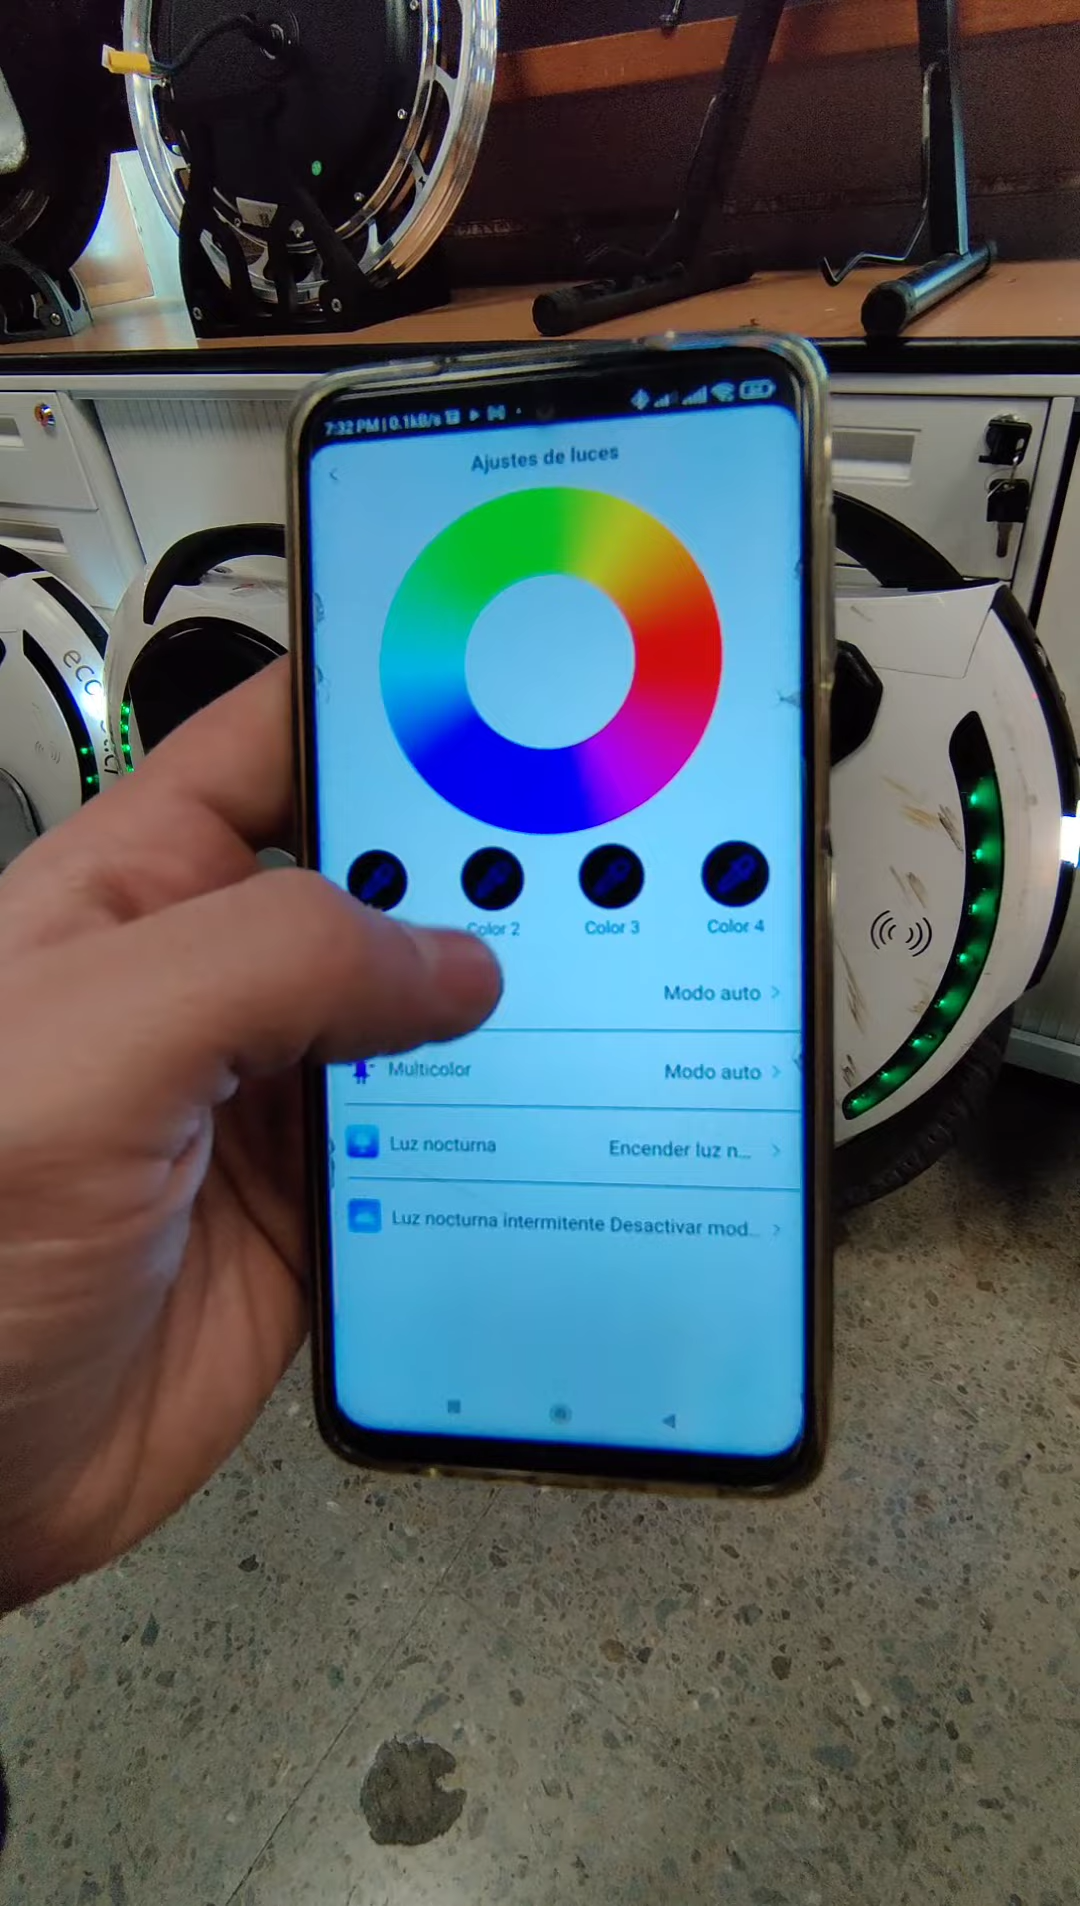 7:32 PM | 0.1kB/s
Ajustes de luces
Color 2
Color 3
Color 4
Modo auto
Multicolor
Modo auto
Luz nocturna
Encender luz n...
Luz nocturna intermitente Desactivar mod...
eco